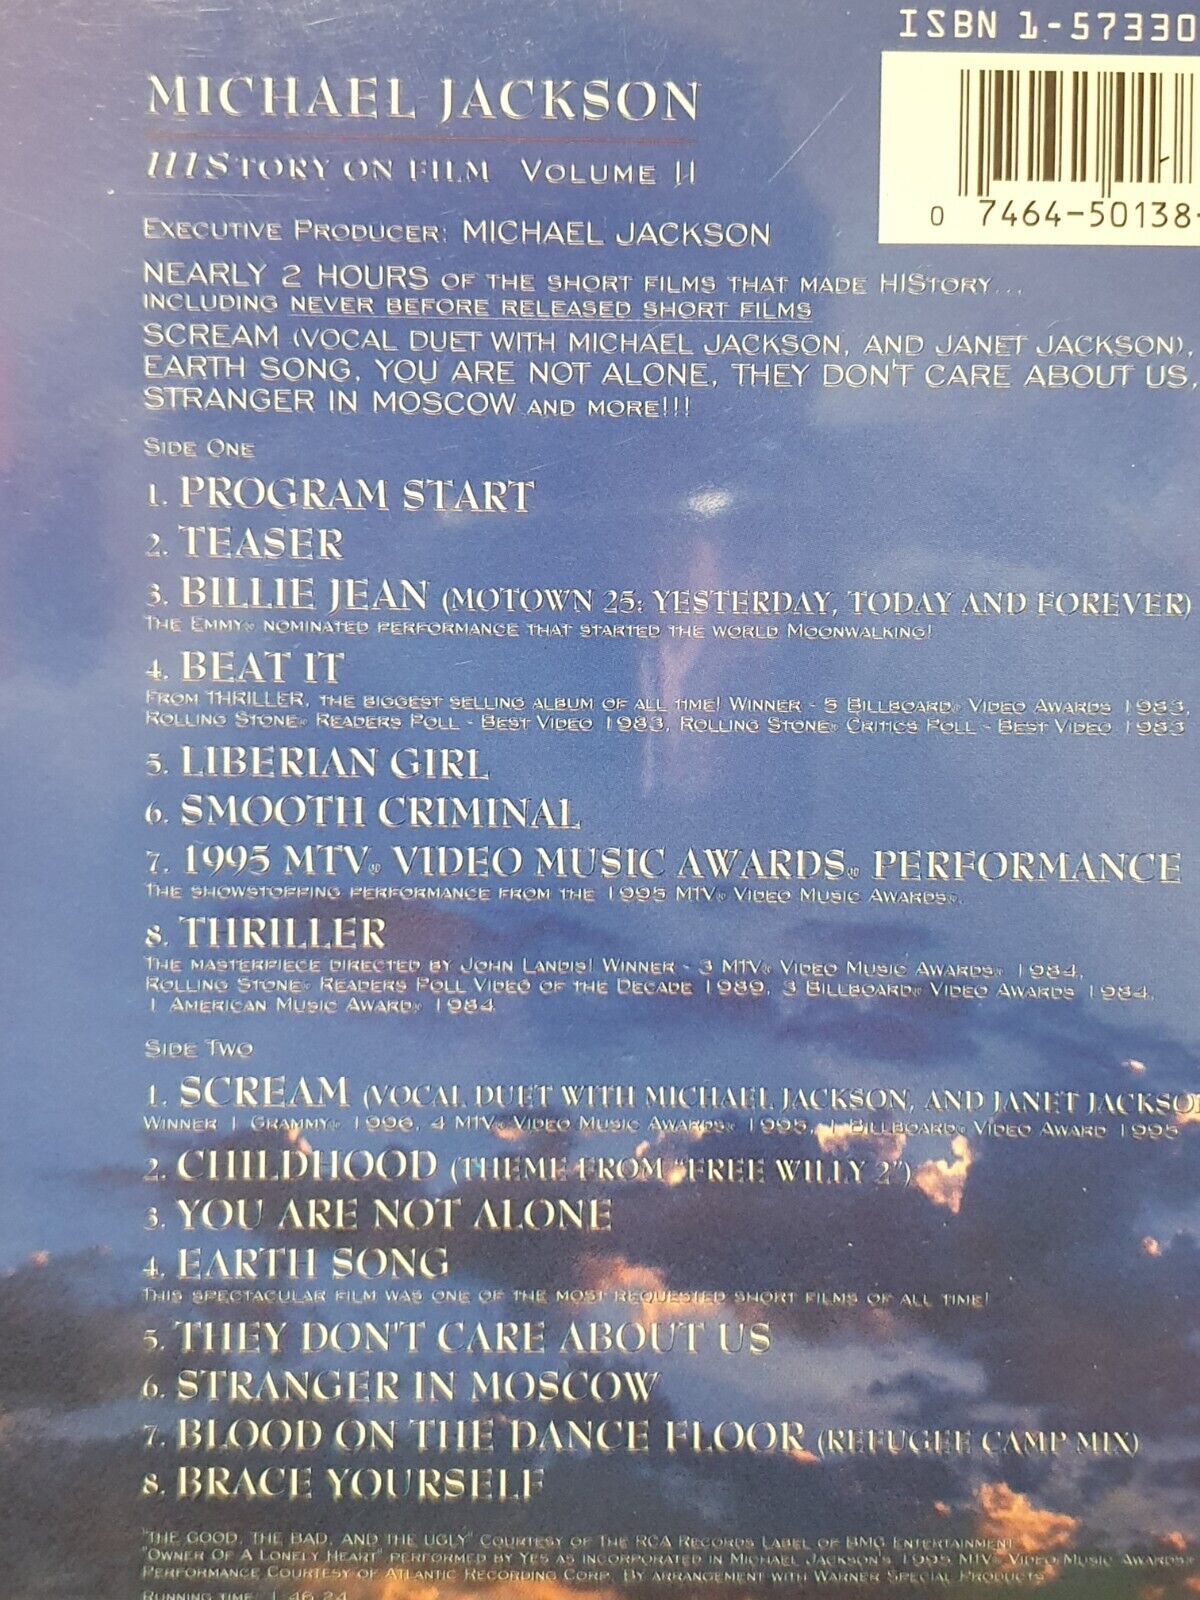 ISBN 1-57330
MICHAEL JACKSON
0 7464-50138-
HISTORY ON FILM VOLUME II
EXECUTIVE PRODUCER: MICHAEL JACKSON
NEARLY 2 HOURS OF THE SHORT FILMS THAT MADE HISTORY...
INCLUDING NEVER BEFORE RELEASED SHORT FILMS
SCREAM (VOCAL DUET WITH MICHAEL JACKSON, AND JANET JACKSON),
EARTH SONG, YOU ARE NOT ALONE, THEY DON'T CARE ABOUT US,
STRANGER IN MOSCOW AND MORE!!!
SIDE ONE
1. PROGRAM START
2. TEASER
3. BILLIE JEAN (MOTOWN 25: YESTERDAY, TODAY AND FOREVER)
THE EMMY® NOMINATED PERFORMANCE THAT STARTED THE WORLD MOONWALKING!
4. BEAT IT
FROM THRILLER, THE BIGGEST SELLING ALBUM OF ALL TIME! WINNER - 5 BILLBOARD® VIDEO AWARDS 1983,
ROLLING STONE® READERS POLL - BEST VIDEO 1983, ROLLING STONE® CRITICS POLL - BEST VIDEO 1983
5. LIBERIAN GIRL
6. SMOOTH CRIMINAL
7. 1995 MTV® VIDEO MUSIC AWARDS® PERFORMANCE
THE SHOWSTOPPING PERFORMANCE FROM THE 1995 MTV® VIDEO MUSIC AWARDS®.
8. THRILLER
THE MASTERPIECE DIRECTED BY JOHN LANDIS! WINNER - 3 MTV® VIDEO MUSIC AWARDS® 1984,
ROLLING STONE® READERS POLL VIDEO OF THE DECADE 1989, 3 BILLBOARD® VIDEO AWARDS 1984,
1 AMERICAN MUSIC AWARD® 1984
SIDE TWO
1. SCREAM (VOCAL DUET WITH MICHAEL JACKSON, AND JANET JACKSO
WINNER 1 GRAMMY® 1996, 4 MTV® VIDEO MUSIC AWARDS® 1995, 1 BILLBOARD® VIDEO AWARD 1995
2. CHILDHOOD (THEME FROM "FREE WILLY 2")
3. YOU ARE NOT ALONE
4. EARTH SONG
THIS SPECTACULAR FILM WAS ONE OF THE MOST REQUESTED SHORT FILMS OF ALL TIME!
5. THEY DON'T CARE ABOUT US
6. STRANGER IN MOSCOW
7. BLOOD ON THE DANCE FLOOR (REFUGEE CAMP MIX)
8. BRACE YOURSELF
"THE GOOD, THE BAD, AND THE UGLY" COURTESY OF THE RCA RECORDS LABEL OF BMG ENTERTAINMENT
"OWNER OF A LONELY HEART" PERFORMED BY YES AS INCORPORATED IN MICHAEL JACKSON'S 1995 MTV® VIDEO MUSIC AWARDS®
PERFORMANCE COURTESY OF ATLANTIC RECORDING CORP. BY ARRANGEMENT WITH WARNER SPECIAL PRODUCTS
RUNNING TIME: 1:46:24